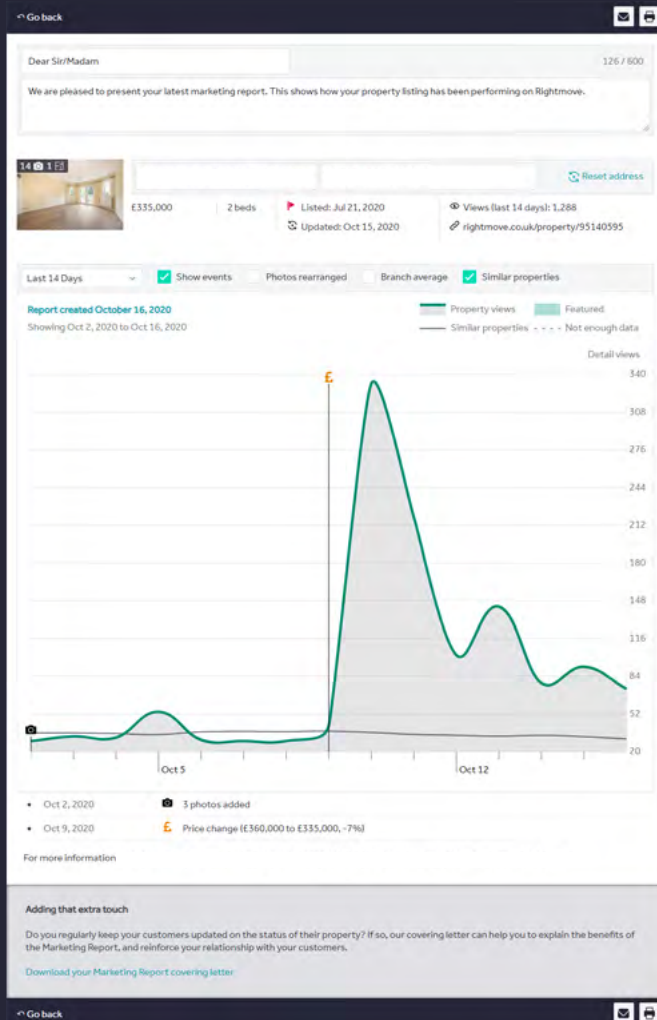 Go back
Dear Sir/Madam
126 / 600
We are pleased to present your latest marketing report. This shows how your property listing has been performing on Rightmove.
14 1
Reset address
£335,000 2 beds Listed: Jul 21, 2020 Views (last 14 days): 1,288
Updated: Oct 15, 2020 rightmove.co.uk/property/95140595
Last 14 Days Show events Photos rearranged Branch average Similar properties
Report created October 16, 2020 Property views Featured
Showing Oct 2, 2020 to Oct 16, 2020 Similar properties Not enough data
Detail views
£
340
308
276
244
212
180
148
116
84
52
20
Oct 5 Oct 12
• Oct 2, 2020 3 photos added
• Oct 9, 2020 £ Price change (£360,000 to £335,000, -7%)
For more information
Adding that extra touch
Do you regularly keep your customers updated on the status of their property? If so, our covering letter can help you to explain the benefits of
the Marketing Report, and reinforce your relationship with your customers.
Download your Marketing Report covering letter
Go back